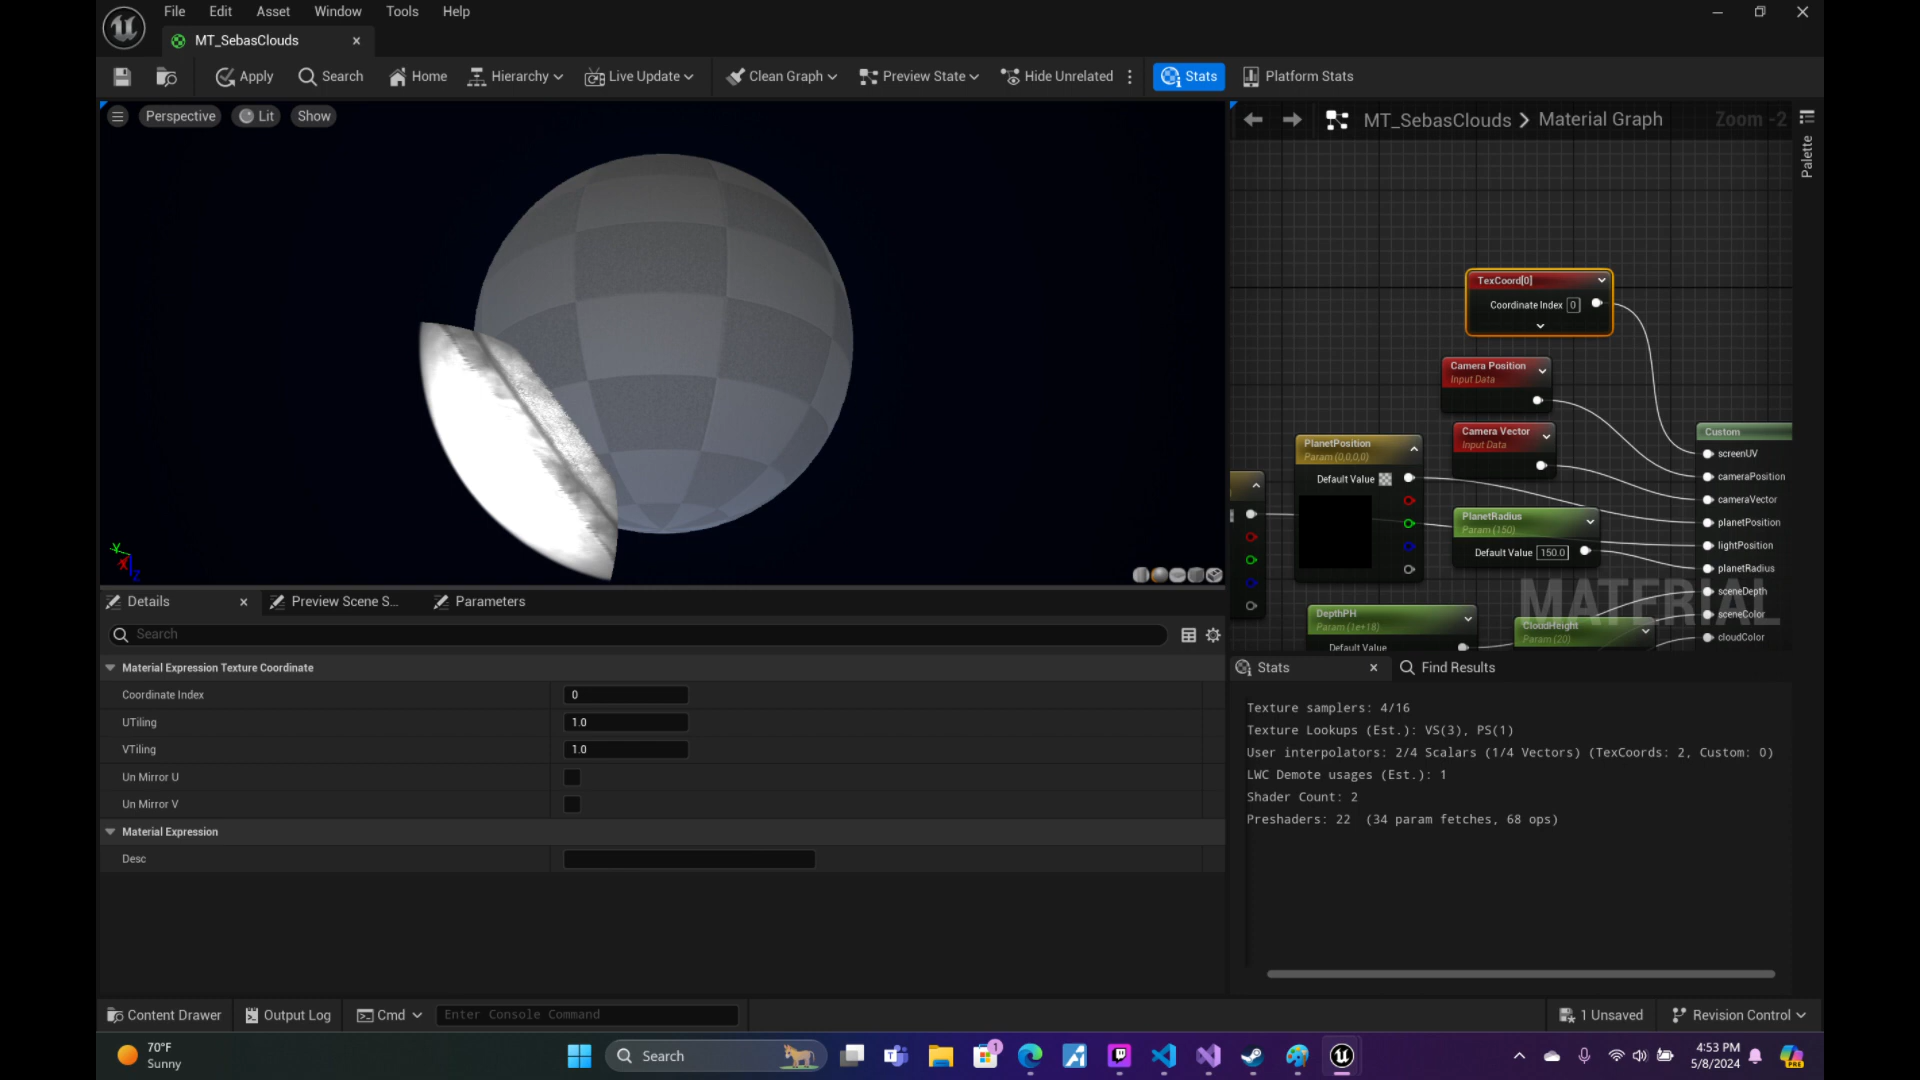 File Edit Asset Window Tools Help
MT_SebasClouds
Apply Search Home Hierarchy Live Update Clean Graph Preview State Hide Unrelated Stats Platform Stats
Perspective Lit Show
MT_SebasClouds > Material Graph Zoom -2
Palette
TexCoord[0]
Coordinate Index 0
Camera Position
Input Data
Camera Vector
Input Data
PlanetPosition
Param (0,0,0,0)
Default Value
PlanetRadius
Param (150)
Default Value 150.0
DepthPH
Param (1e+18)
Default Value
CloudHeight
Param (20)
Custom
screenUV
cameraPosition
cameraVector
planetPosition
lightPosition
planetRadius
sceneDepth
sceneColor
cloudColor
MATERIAL
Y X Z
Details Preview Scene S... Parameters
Search
Material Expression Texture Coordinate
Coordinate Index 0
UTiling 1.0
VTiling 1.0
Un Mirror U
Un Mirror V
Material Expression
Desc
Stats Find Results
Texture samplers: 4/16
Texture Lookups (Est.): VS(3), PS(1)
User interpolators: 2/4 Scalars (1/4 Vectors) (TexCoords: 2, Custom: 0)
LWC Demote usages (Est.): 1
Shader Count: 2
Preshaders: 22 (34 param fetches, 68 ops)
Content Drawer Output Log Cmd Enter Console Command 1 Unsaved Revision Control
70°F
Sunny
Search
1
4:53 PM
5/8/2024
PRE